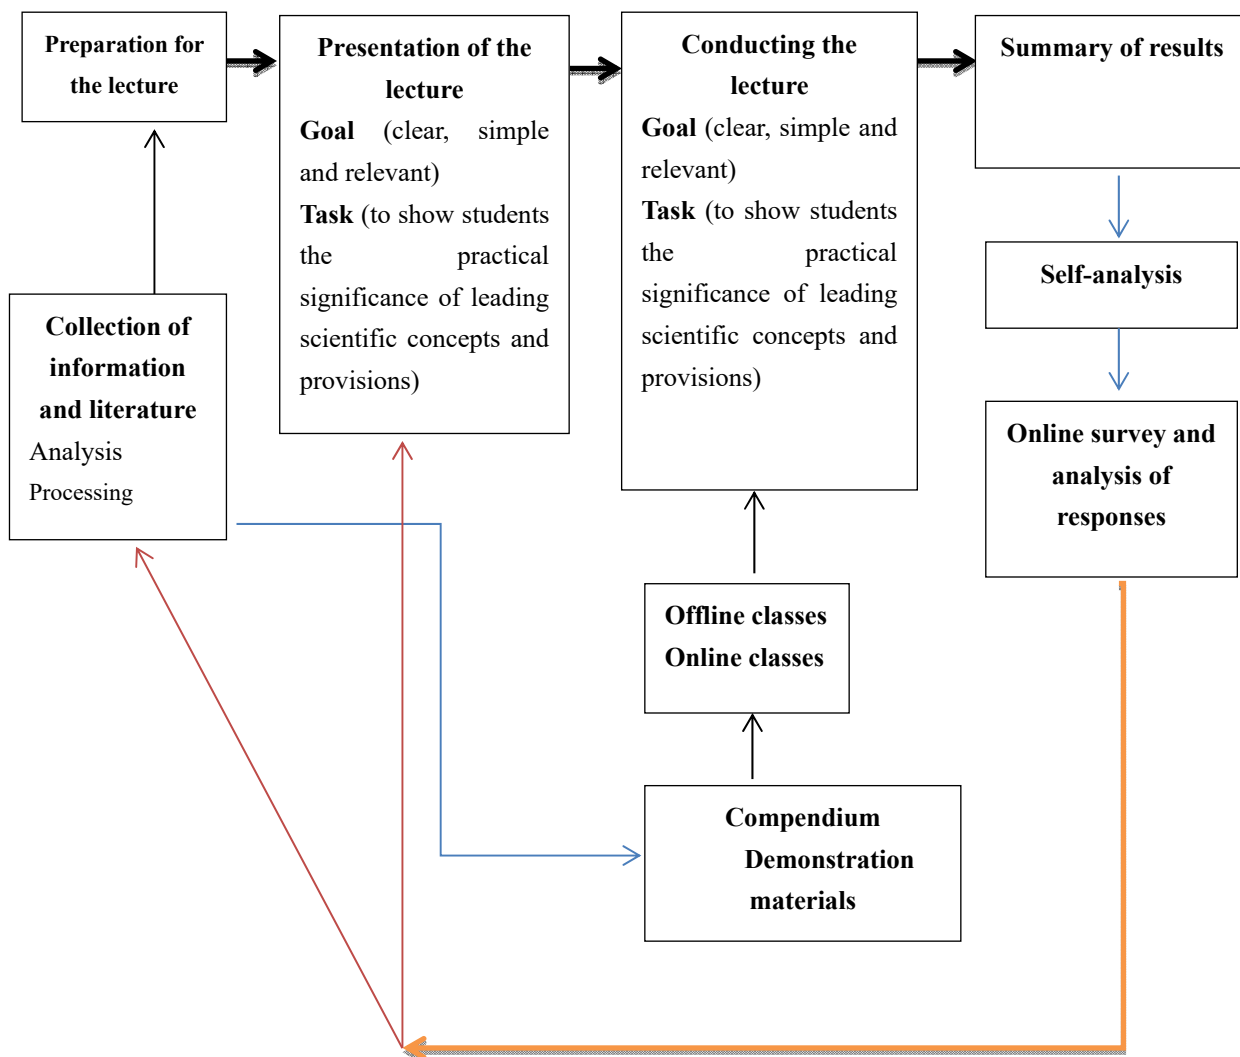 Preparation for
the lecture
Presentation of the
lecture
Goal (clear, simple
and relevant)
Task (to show students
the practical
significance of leading
scientific concepts and
provisions)
Conducting the
lecture
Goal (clear, simple and
relevant)
Task (to show students
the practical
significance of leading
scientific concepts and
provisions)
Summary of results
Self-analysis
Online survey and
analysis of
responses
Collection of
information
and literature
Analysis
Processing
Offline classes
Online classes
Compendium
Demonstration
materials